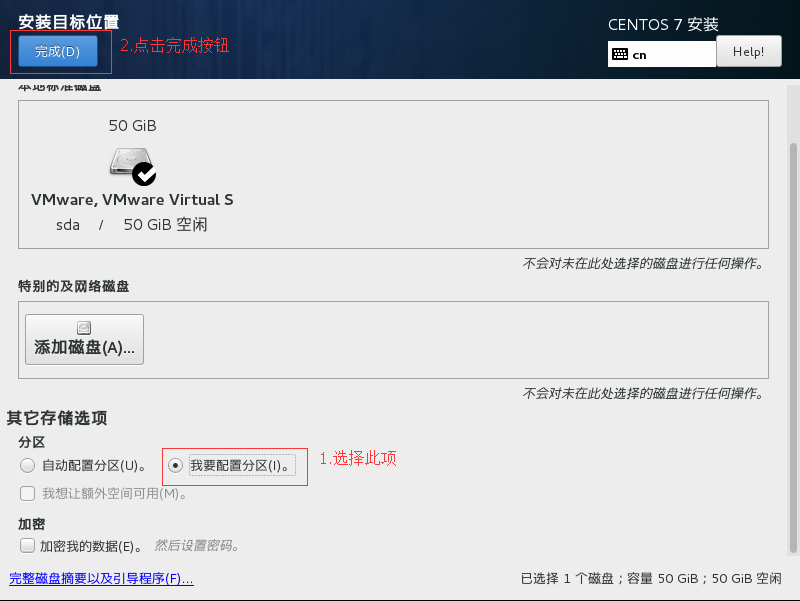 安装目标位置
CENTOS 7 安装
完成(D)
2.点击完成按钮
cn
Help!
本地标准磁盘
50 GiB
VMware, VMware Virtual S
sda / 50 GiB 空闲
不会对未在此处选择的磁盘进行任何操作。
特别的及网络磁盘
添加磁盘(A)...
不会对未在此处选择的磁盘进行任何操作。
其它存储选项
分区
自动配置分区(U)。 我要配置分区(I)。 1.选择此项
我想让额外空间可用(M)。
加密
加密我的数据(E)。 然后设置密码。
完整磁盘摘要以及引导程序(F)... 已选择 1 个磁盘；容量 50 GiB；50 GiB 空闲